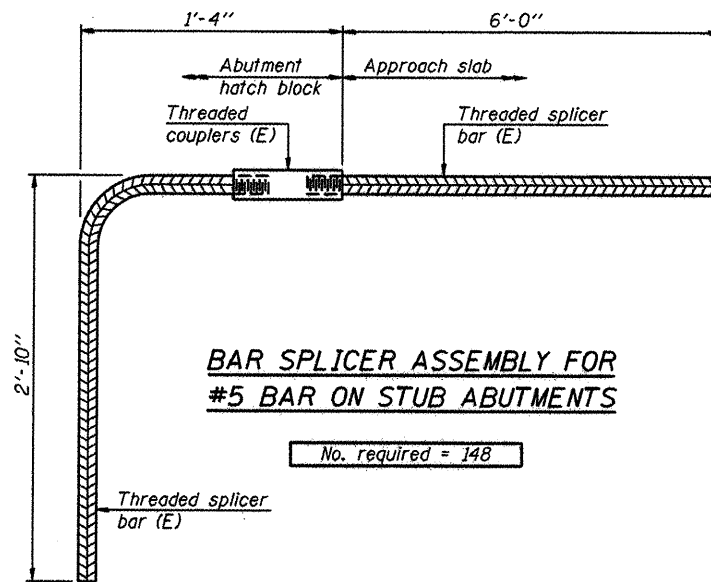 1'-4"
6'-0"
Abutment
hatch block
Approach slab
Threaded
couplers (E)
Threaded splicer
bar (E)
2'-10"
BAR SPLICER ASSEMBLY FOR
#5 BAR ON STUB ABUTMENTS
No. required = 148
Threaded splicer
bar (E)